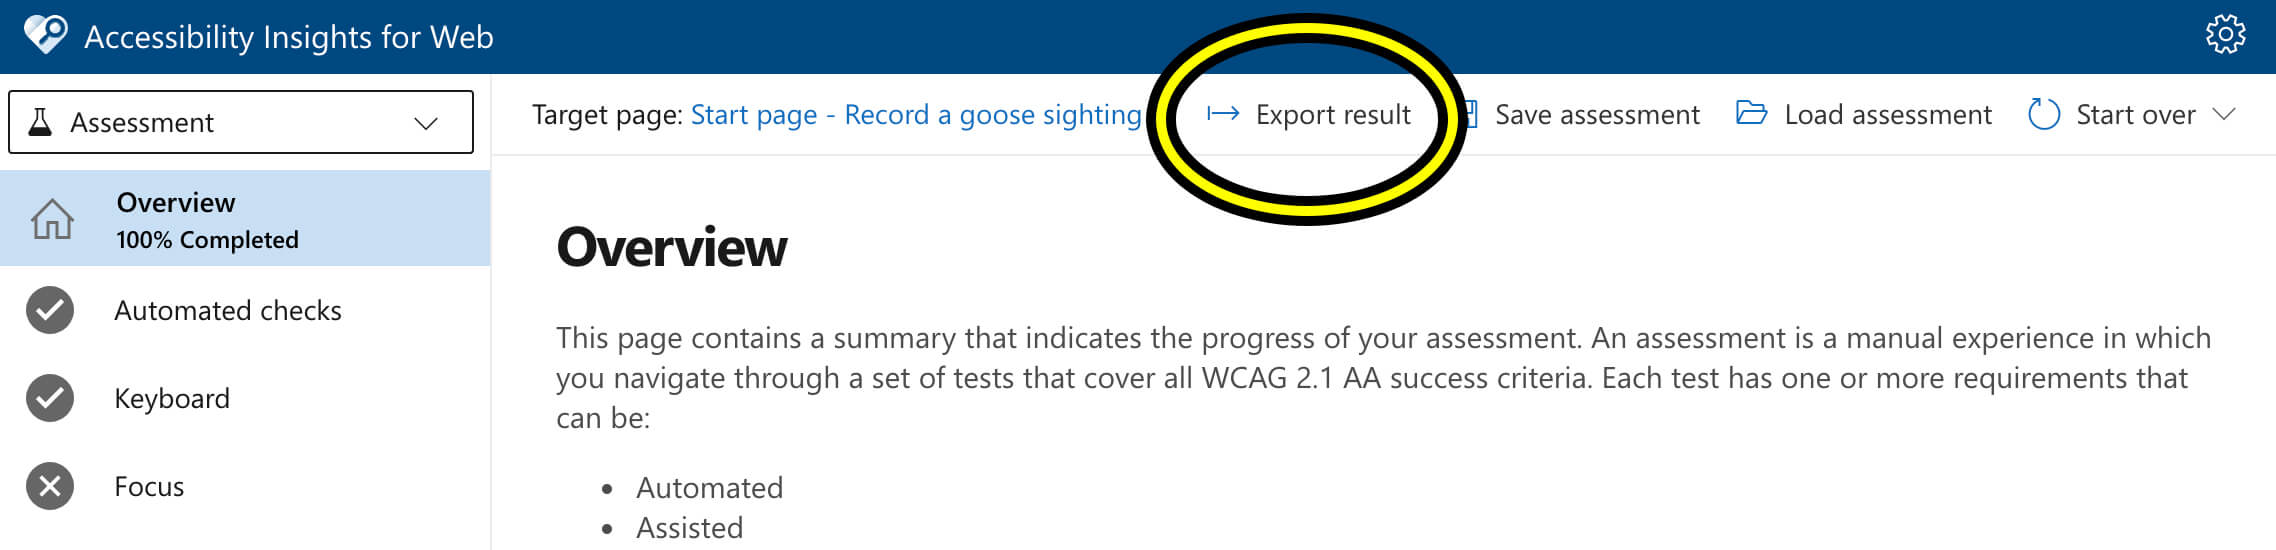 Accessibility Insights for Web
Assessment
Target page: Start page - Record a goose sighting
Export result
Save assessment
Load assessment
Start over
Overview
100% Completed
Automated checks
Keyboard
Focus
Overview
This page contains a summary that indicates the progress of your assessment. An assessment is a manual experience in which
you navigate through a set of tests that cover all WCAG 2.1 AA success criteria. Each test has one or more requirements that
can be:
• Automated
• Assisted